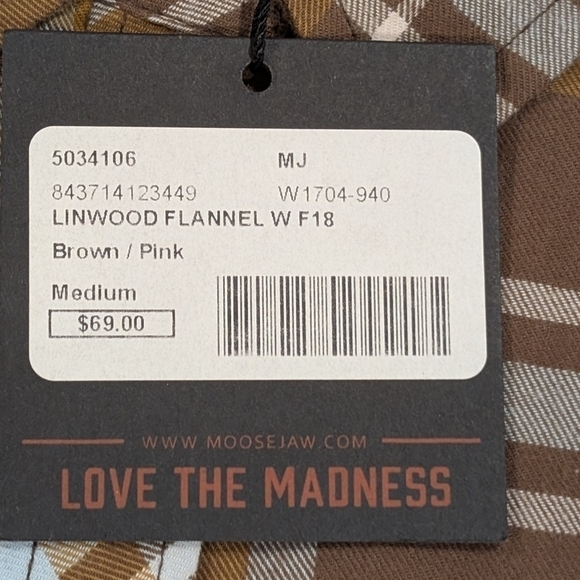 5034106 MJ
843714123449 W1704-940
LINWOOD FLANNEL W F18
Brown / Pink
Medium
$69.00
WWW MOOSEJAW.COM
LOVE THE MADNESS